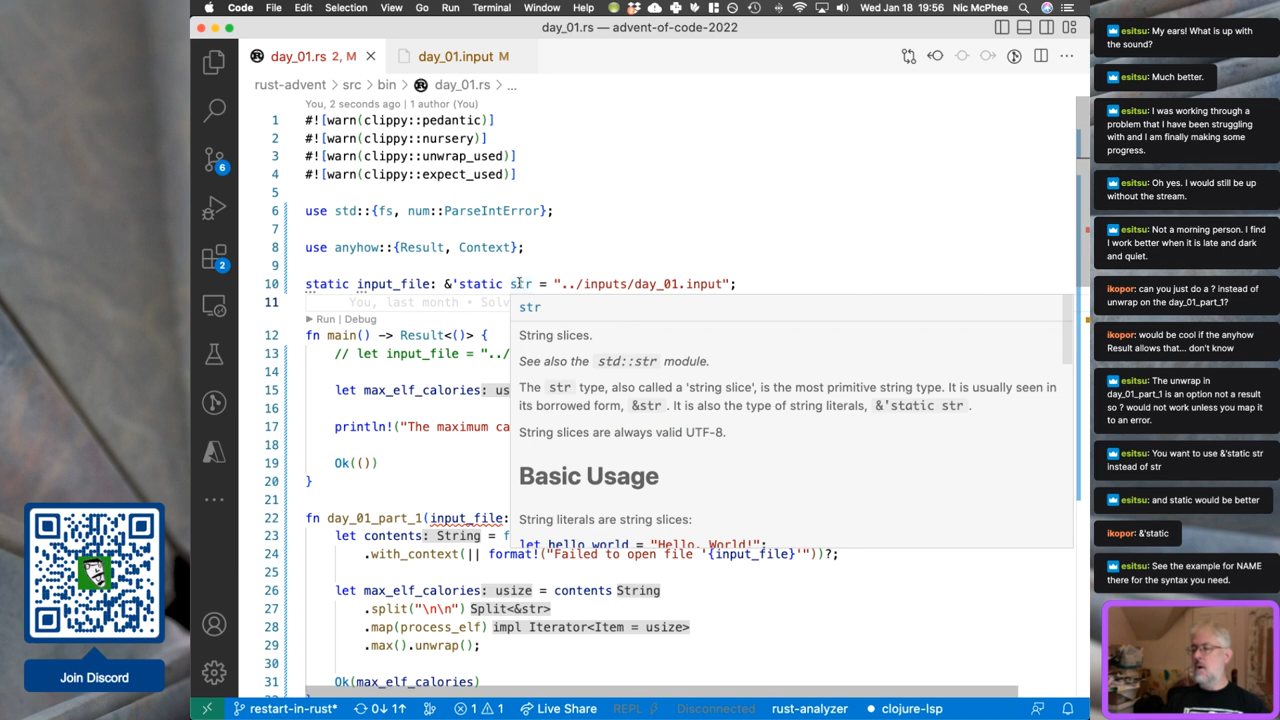 Code File Edit Selection View Go Run Terminal Window Help Wed Jan 18 19:56 Nic McPhee
day_01.rs — advent-of-code-2022
day_01.rs 2, M
day_01.input M
rust-advent > src > bin > day_01.rs > ...
You, 2 seconds ago | 1 author (You)
1 #![warn(clippy::pedantic)]
2 #![warn(clippy::nursery)]
3 #![warn(clippy::unwrap_used)]
4 #![warn(clippy::expect_used)]
5
6 use std::{fs, num::ParseIntError};
7
8 use anyhow::{Result, Context};
9
10 static input_file: &'static str = "../inputs/day_01.input";
11 You, last month • Solv
▶ Run | Debug
12 fn main() -> Result<()> {
13 // let input_file = "../
14
15 let max_elf_calories: us
16
17 println!("The maximum ca
18
19 Ok(())
20 }
21
22 fn day_01_part_1(input_file:
23 let contents: String = f
24 .with_context(|| format!("Failed to open file '{input_file}'"))?;
25
26 let max_elf_calories: usize = contents String
27 .split("\n\n") Split<&str>
28 .map(process_elf) impl Iterator<Item = usize>
29 .max().unwrap();
30
31 Ok(max_elf_calories)
str
String slices.
See also the std::str module.
The str type, also called a 'string slice', is the most primitive string type. It is usually seen in
its borrowed form, &str. It is also the type of string literals, &'static str.
String slices are always valid UTF-8.
Basic Usage
String literals are string slices:
let hello_world = "Hello, World!";
6
2
restart-in-rust* 0↓ 1↑ 1 1 Live Share REPL Disconnected rust-analyzer clojure-lsp
Join Discord
esitsu: My ears! What is up with
the sound?
esitsu: Much better.
esitsu: I was working through a
problem that I have been struggling
with and I am finally making some
progress.
esitsu: Oh yes. I would still be up
without the stream.
esitsu: Not a morning person. I find
I work better when it is late and dark
and quiet.
ikopor: can you just do a ? instead of
unwrap on the day_01_part_1?
ikopor: would be cool if the anyhow
Result allows that... don't know
esitsu: The unwrap in
day_01_part_1 is an option not a result
so ? would not work unless you map it
to an error.
esitsu: You want to use &'static str
instead of str
esitsu: and static would be better
ikopor: &'static
esitsu: See the example for NAME
there for the syntax you need.